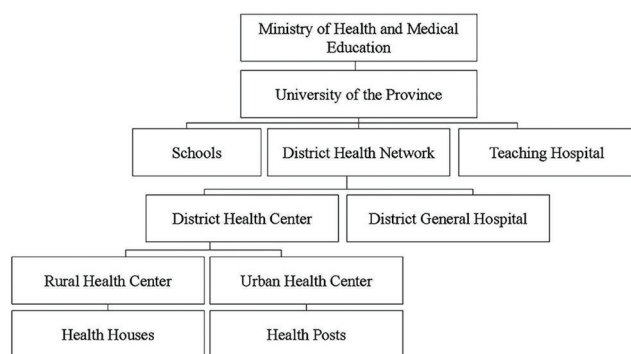 Ministry of Health and Medical
Education
University of the Province
Schools
District Health Network
Teaching Hospital
District Health Center
District General Hospital
Rural Health Center
Urban Health Center
Health Houses
Health Posts